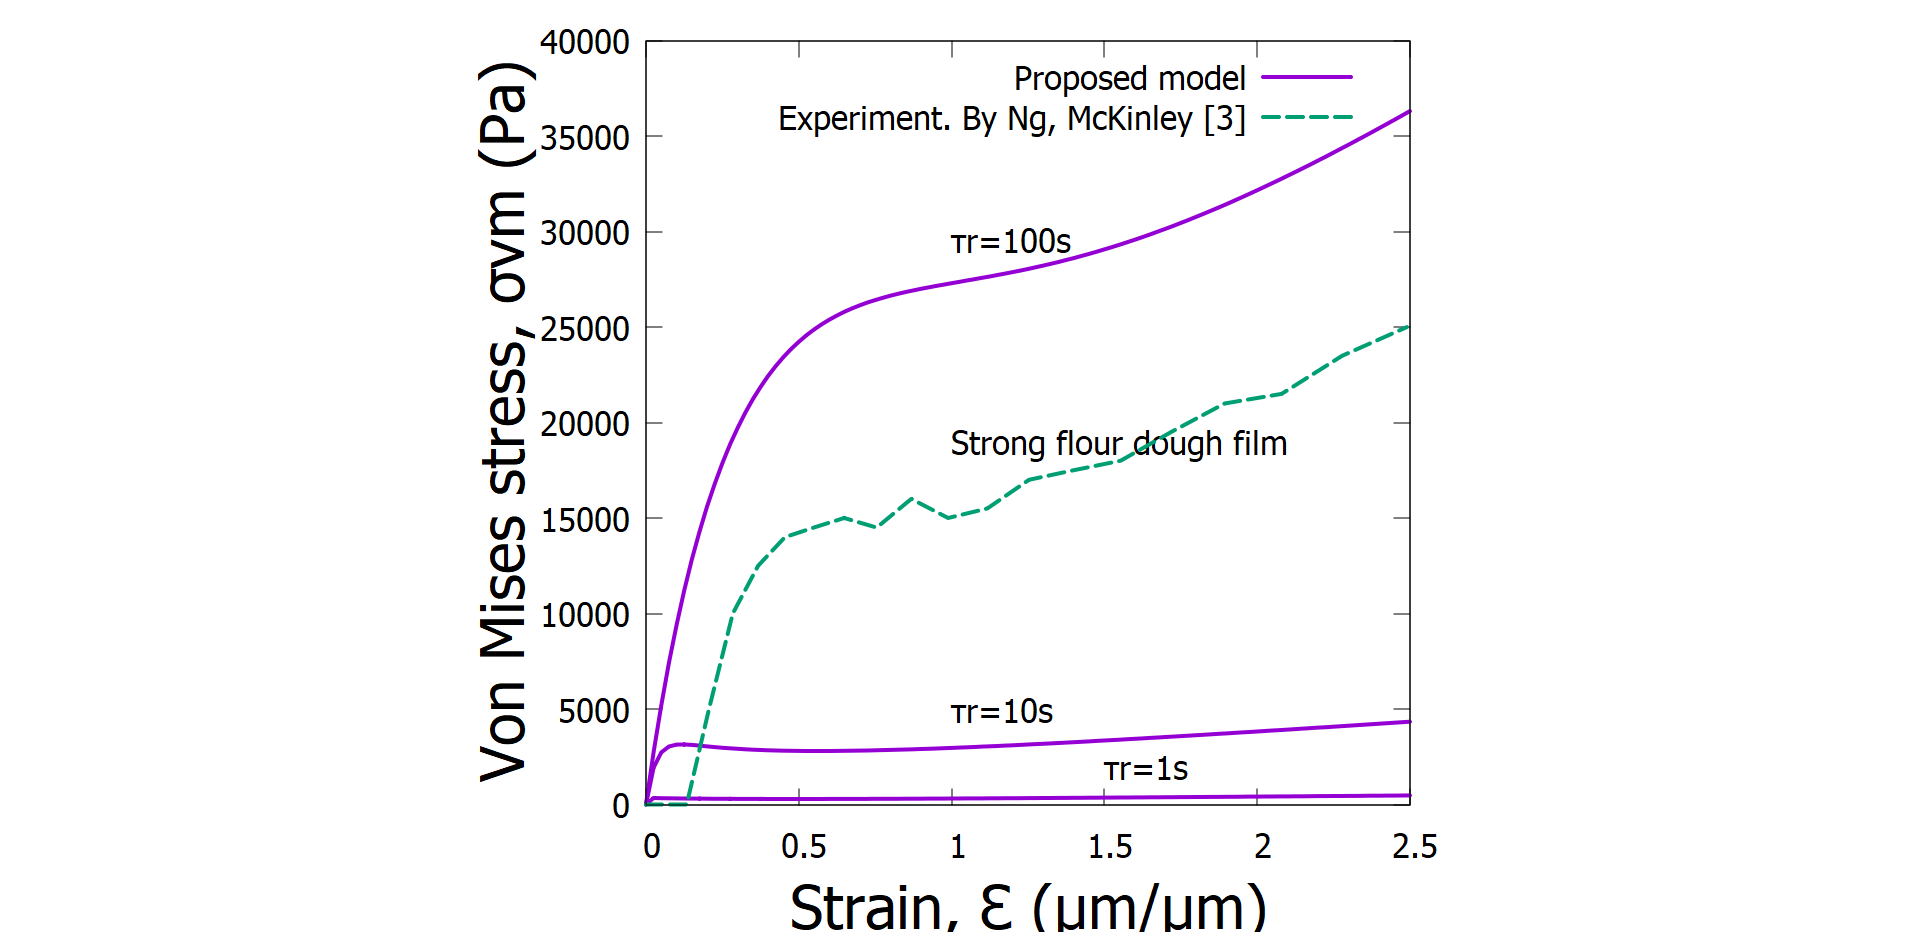 Von Mises stress, σvm (Pa)
40000
35000
30000
25000
20000
15000
10000
5000
0
Proposed model
Experiment. By Ng, McKinley [3]
τr=100s
Strong flour dough film
τr=10s
τr=1s
0 0.5 1 1.5 2 2.5
Strain, Ɛ (μm/μm)